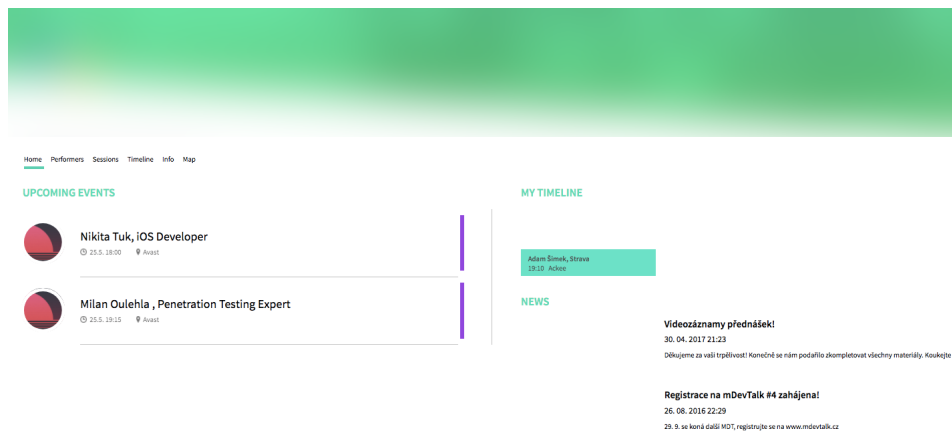 Home Performers Sessions Timeline Info Map
UPCOMING EVENTS
Nikita Tuk, iOS Developer
25.5. 18:00 Avast
Milan Oulehla , Penetration Testing Expert
25.5. 19:15 Avast
MY TIMELINE
Adam Šimek, Strava
19:10 Ackee
NEWS
Videozáznamy přednášek!
30. 04. 2017 21:23
Děkujeme za vaši trpělivost! Konečně se nám podařilo zkompletovat všechny materiály. Koukejte
Registrace na mDevTalk #4 zahájena!
26. 08. 2016 22:29
29. 9. se koná další MDT, registrujte se na www.mdevtalk.cz